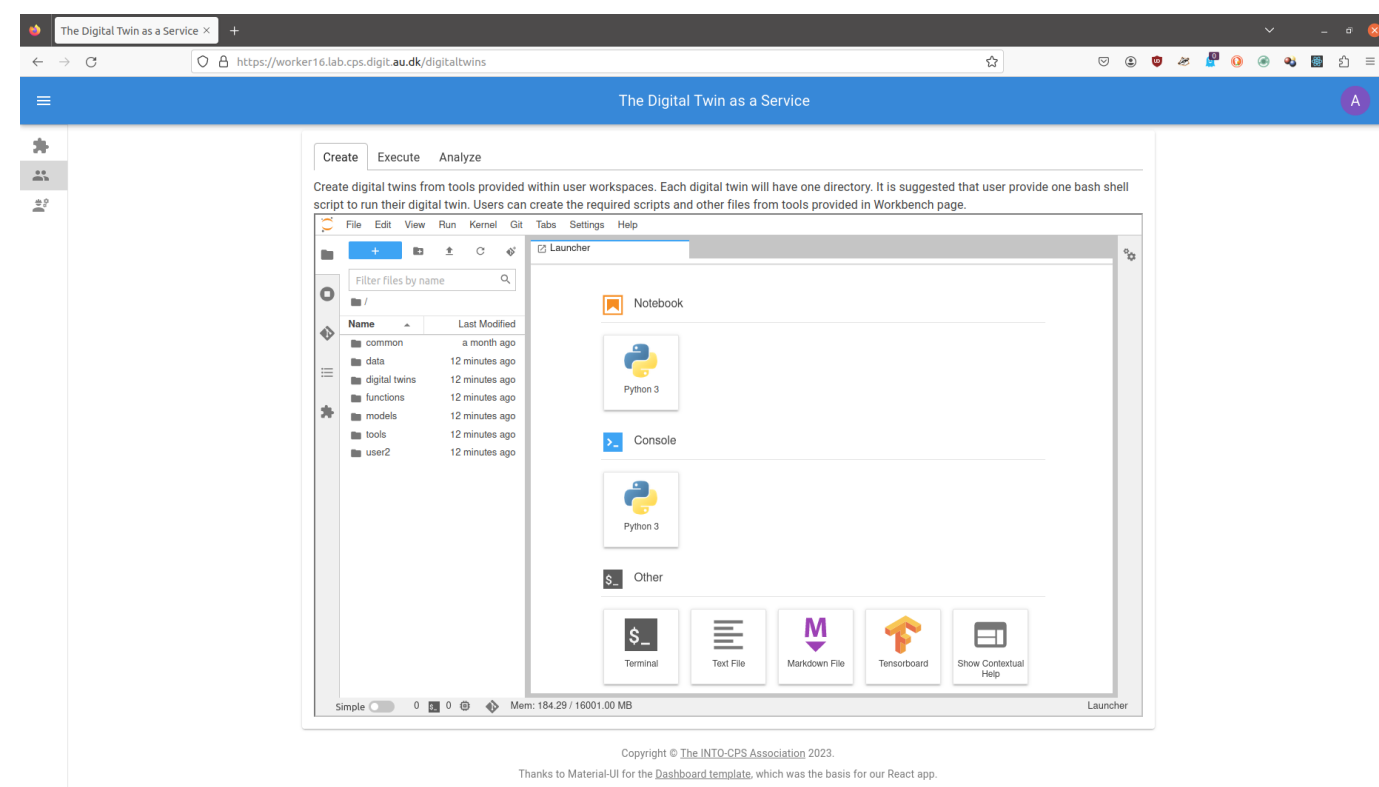 The Digital Twin as a Service
https://worker16.lab.cps.digit.au.dk/digitaltwins
The Digital Twin as a Service
A
Create Execute Analyze
Create digital twins from tools provided within user workspaces. Each digital twin will have one directory. It is suggested that user provide one bash shell
script to run their digital twin. Users can create the required scripts and other files from tools provided in Workbench page.
File Edit View Run Kernel Git Tabs Settings Help
+
Launcher
Filter files by name
/
Name Last Modified
common a month ago
data 12 minutes ago
digital twins 12 minutes ago
functions 12 minutes ago
models 12 minutes ago
tools 12 minutes ago
user2 12 minutes ago
Notebook
Python 3
Console
Python 3
$_ Other
$_
M
Terminal Text File Markdown File Tensorboard Show Contextual
Help
Simple 0 0 Mem: 184.29 / 16001.00 MB Launcher
Copyright © The INTO-CPS Association 2023.
Thanks to Material-UI for the Dashboard template, which was the basis for our React app.